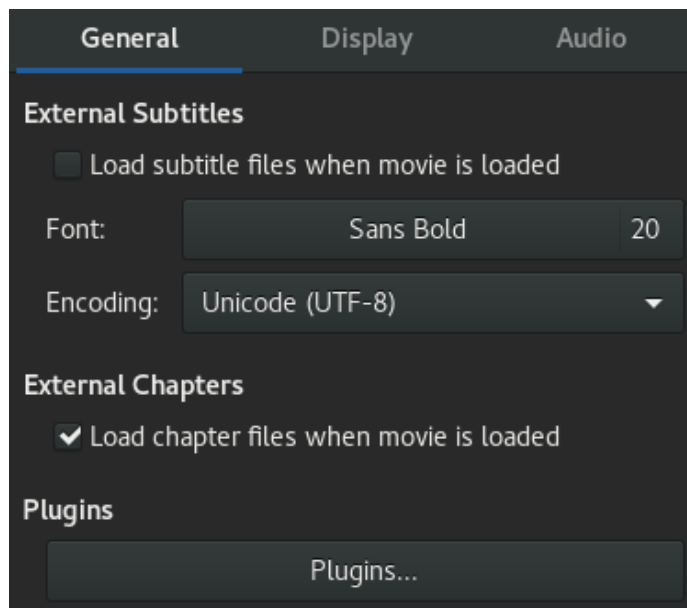 General Display Audio
External Subtitles
Load subtitle files when movie is loaded
Font: Sans Bold 20
Encoding: Unicode (UTF-8)
External Chapters
Load chapter files when movie is loaded
Plugins
Plugins...